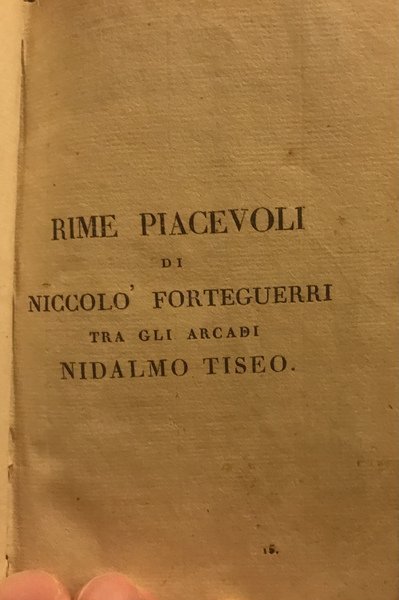 RIME PIACEVOLI
DI
NICCOLO' FORTEGUERRI
TRA GLI ARCADI
NIDALMO TISEO.
15.